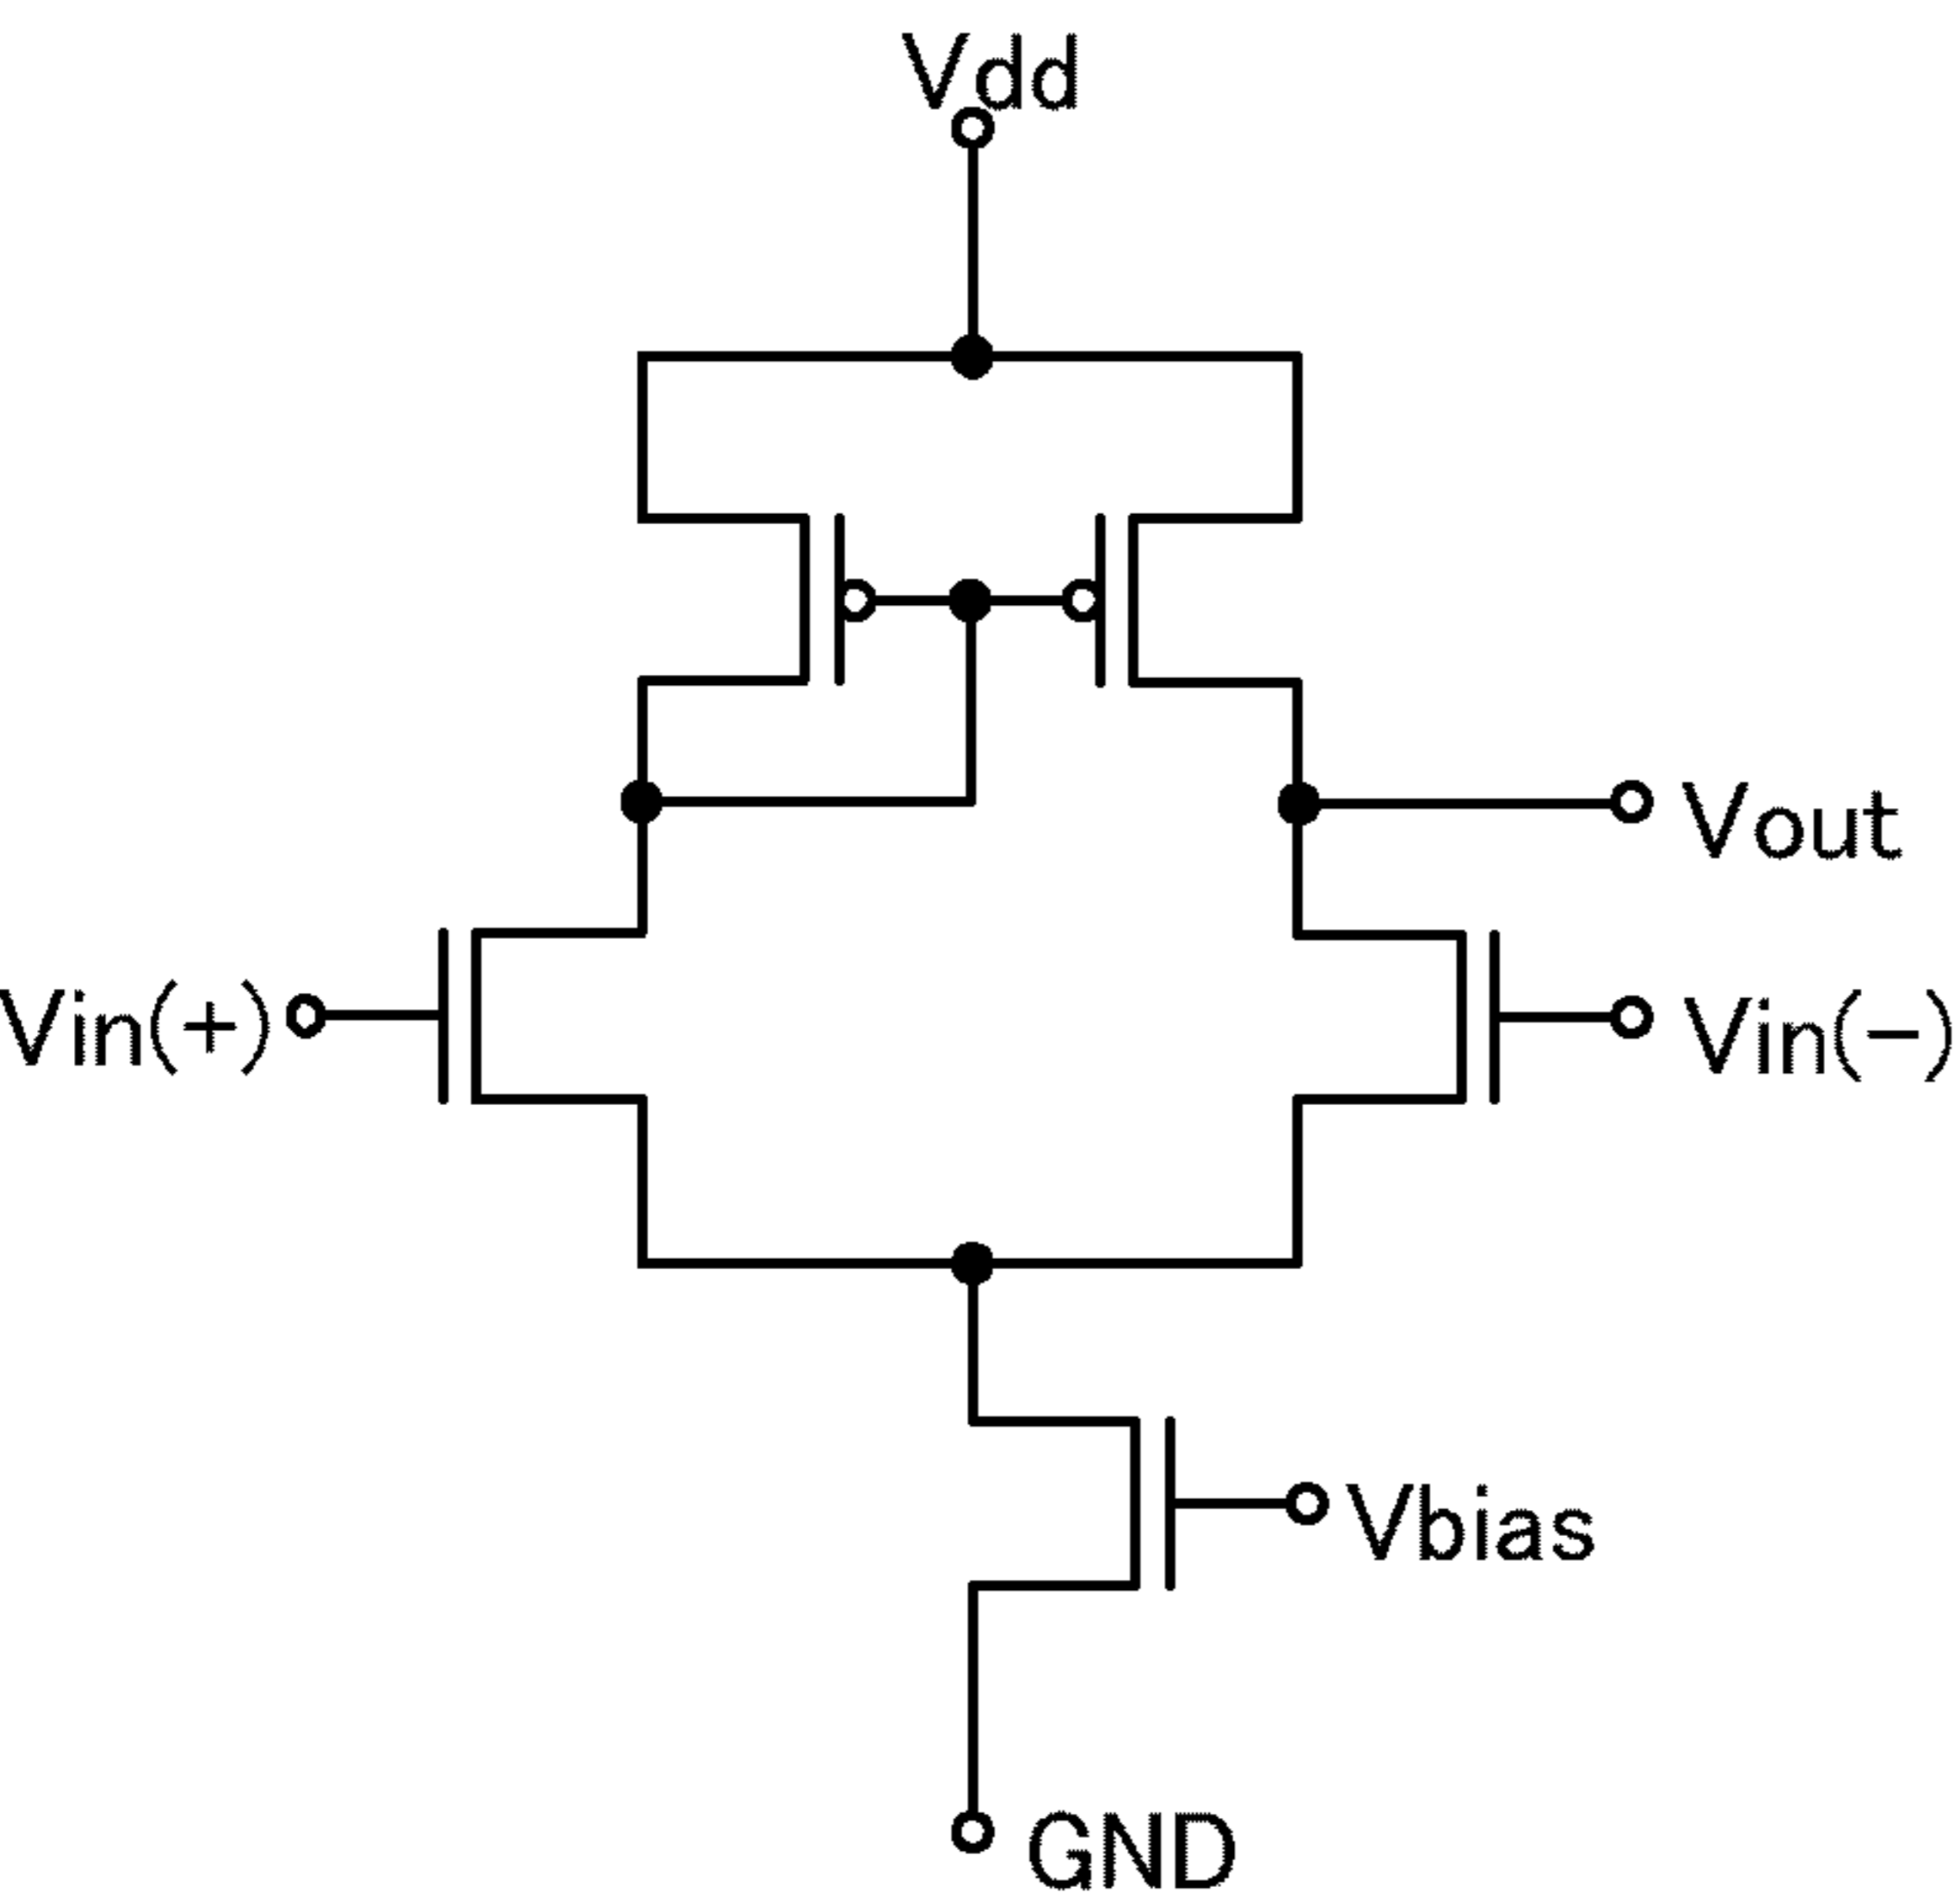 Vdd
Vout
Vin(+)
Vin(-)
Vbias
GND